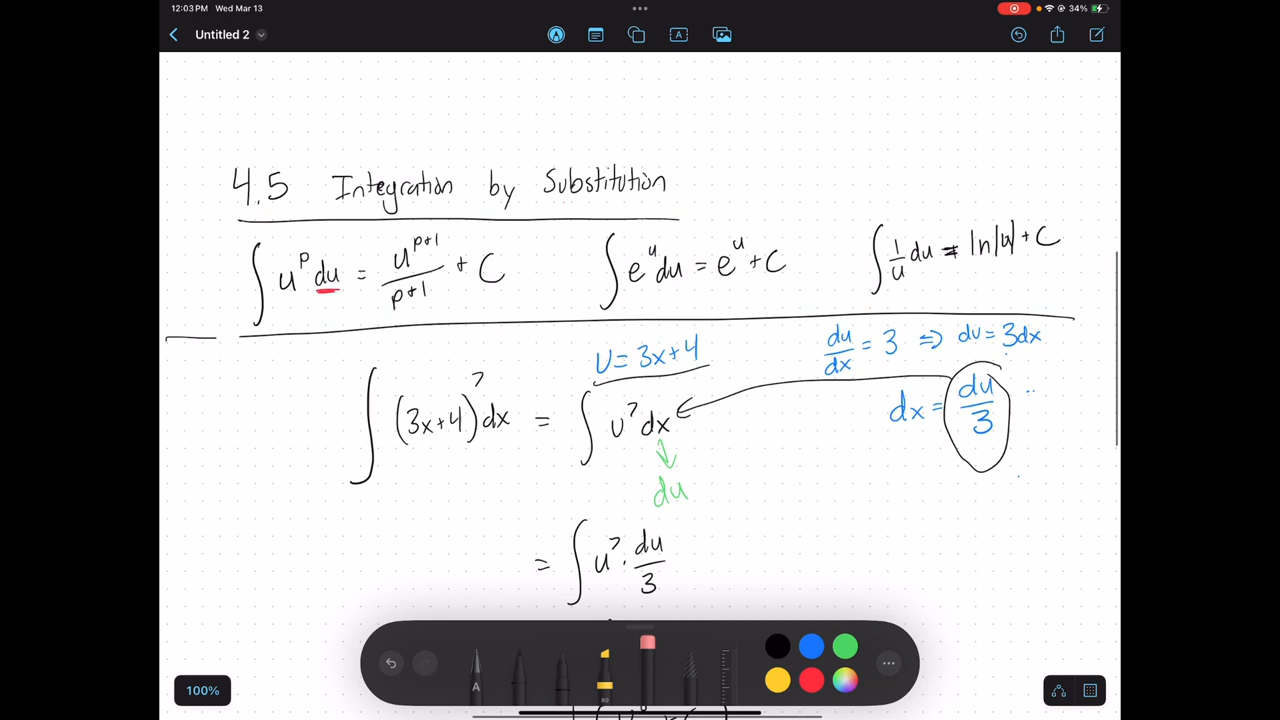 12:03 PM Wed Mar 13
34%
Untitled 2
4.5 Integration by Substitution
∫ u^p du = u^(p+1)/(p+1) + C   ∫ e^u du = e^u + C   ∫ 1/u du = ln|u| + C
U = 3x+4   du/dx = 3 ⇒ du = 3dx
∫ (3x+4)^7 dx = ∫ u^7 dx   dx = du/3
du
= ∫ u^7 · du/3
A
80
100%